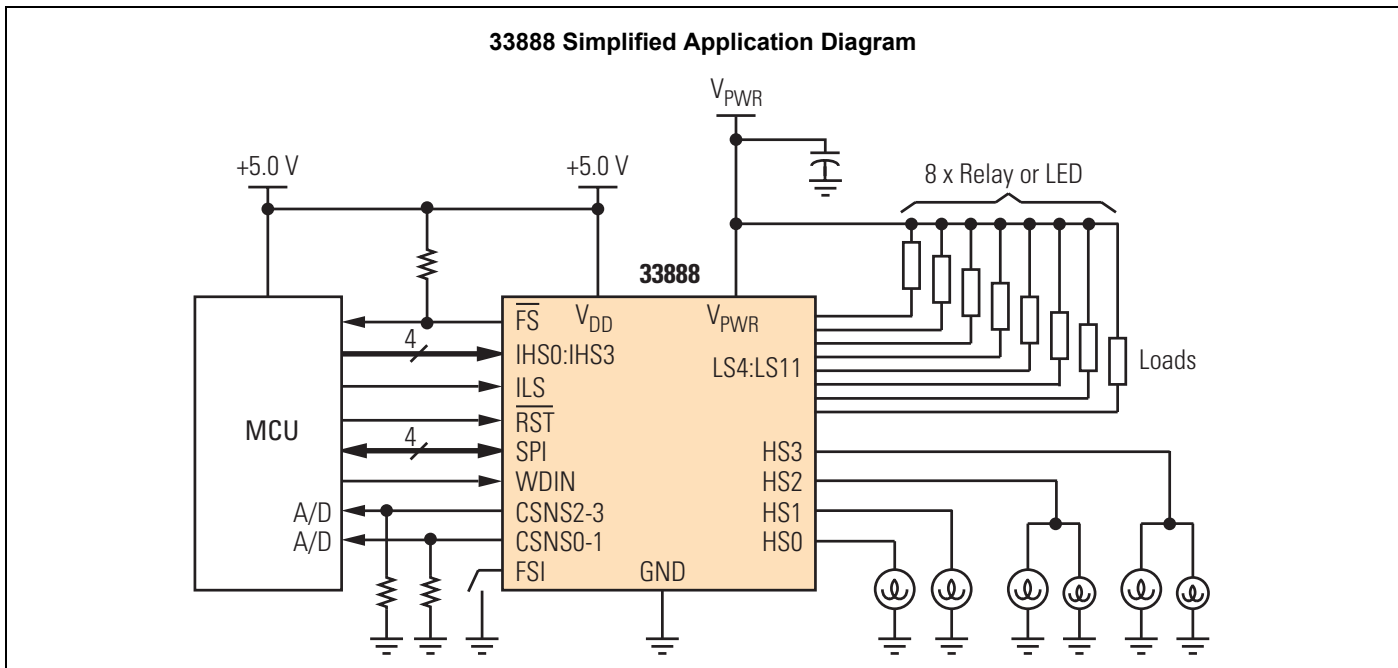 33888 Simplified Application Diagram
VPWR
+5.0 V
+5.0 V
8 x Relay or LED
33888
FS
VDD
VPWR
4
IHS0:IHS3
LS4:LS11
Loads
ILS
RST
MCU
4
SPI
HS3
WDIN
HS2
A/D
CSNS2-3
HS1
A/D
CSNS0-1
HS0
FSI
GND